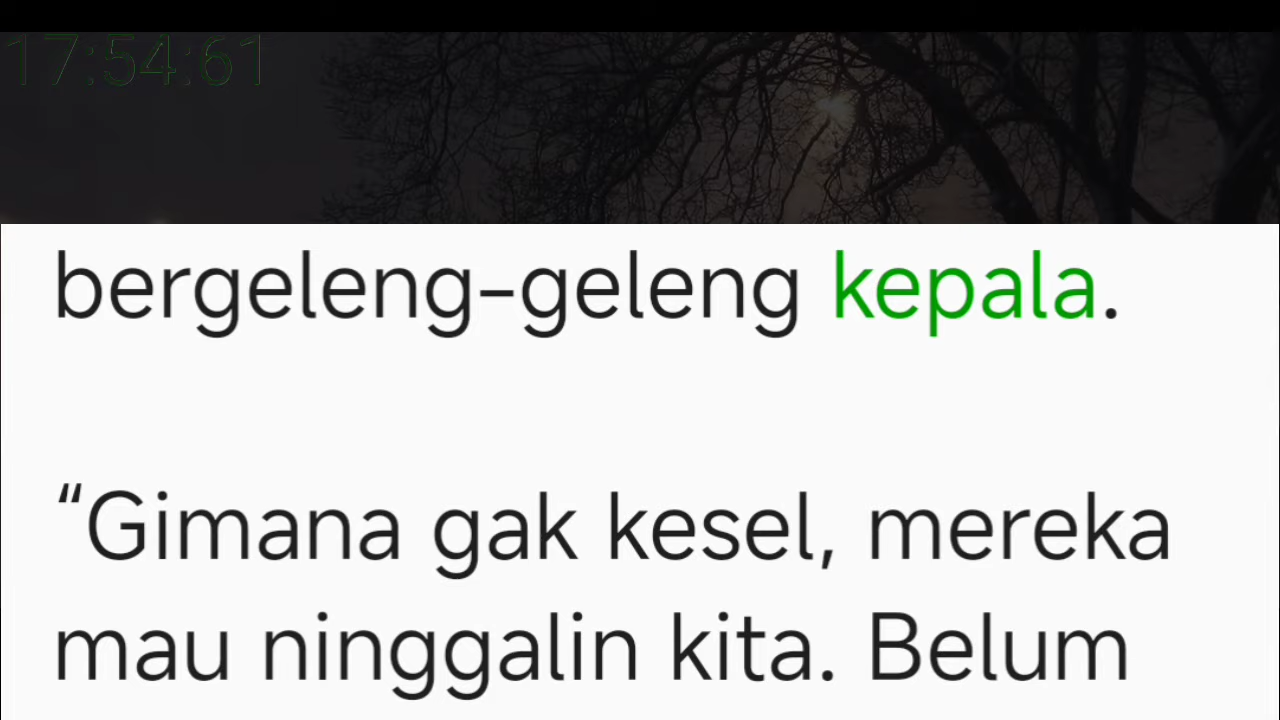 17:54:61
bergeleng-geleng kepala.
“Gimana gak kesel, mereka
mau ninggalin kita. Belum